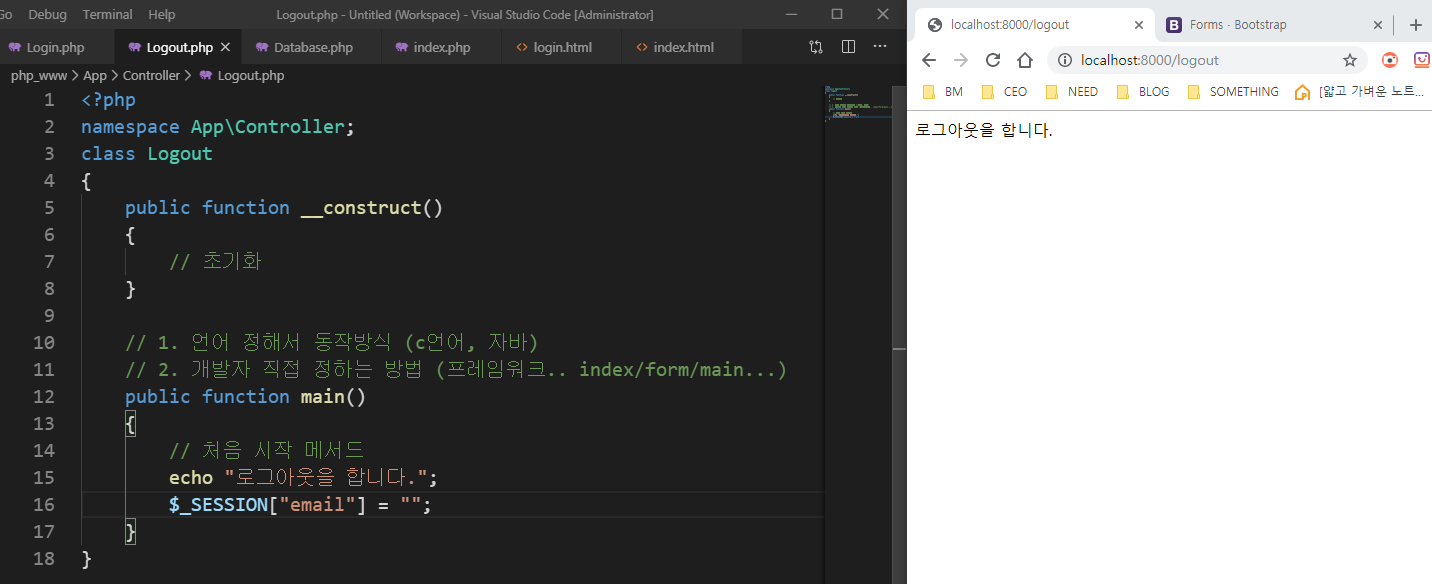 Go Debug Terminal Help Logout.php - Untitled (Workspace) - Visual Studio Code [Administrator]
Login.php Logout.php Database.php index.php login.html index.html
php_www > App > Controller > Logout.php
1 <?php
2 namespace App\Controller;
3 class Logout
4 {
5 public function __construct()
6 {
7 // 초기화
8 }
9
10 // 1. 언어 정해서 동작방식 (c언어, 자바)
11 // 2. 개발자 직접 정하는 방법 (프레임워크.. index/form/main...)
12 public function main()
13 {
14 // 처음 시작 메서드
15 echo "로그아웃을 합니다.";
16 $_SESSION["email"] = "";
17 }
18 }
localhost:8000/logout B Forms · Bootstrap
localhost:8000/logout
BM CEO NEED BLOG SOMETHING [얇고 가벼운 노트...
로그아웃을 합니다.